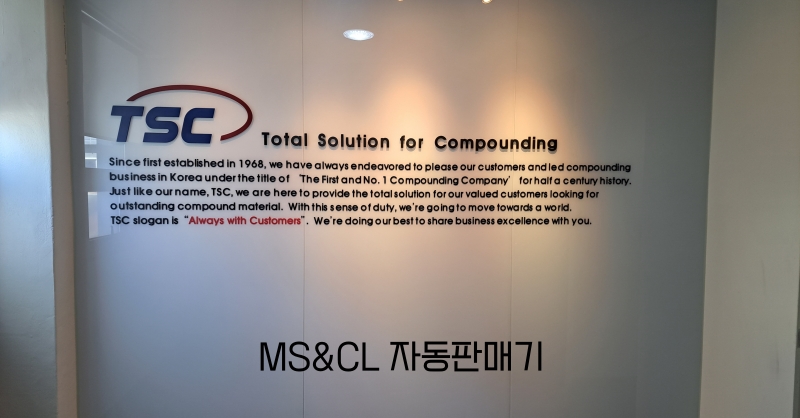 TSC
Total Solution for Compounding
Since first established in 1968, we have always endeavored to please our customers and led compounding
business in Korea under the title of 'The First and No. 1 Compounding Company' for half a century history.
Just like our name, TSC, we are here to provide the total solution for our valued customers looking for
outstanding compound material. With this sense of duty, we're going to move towards a world.
TSC slogan is "Always with Customers". We're doing our best to share business excellence with you.
MS&CL 자동판매기